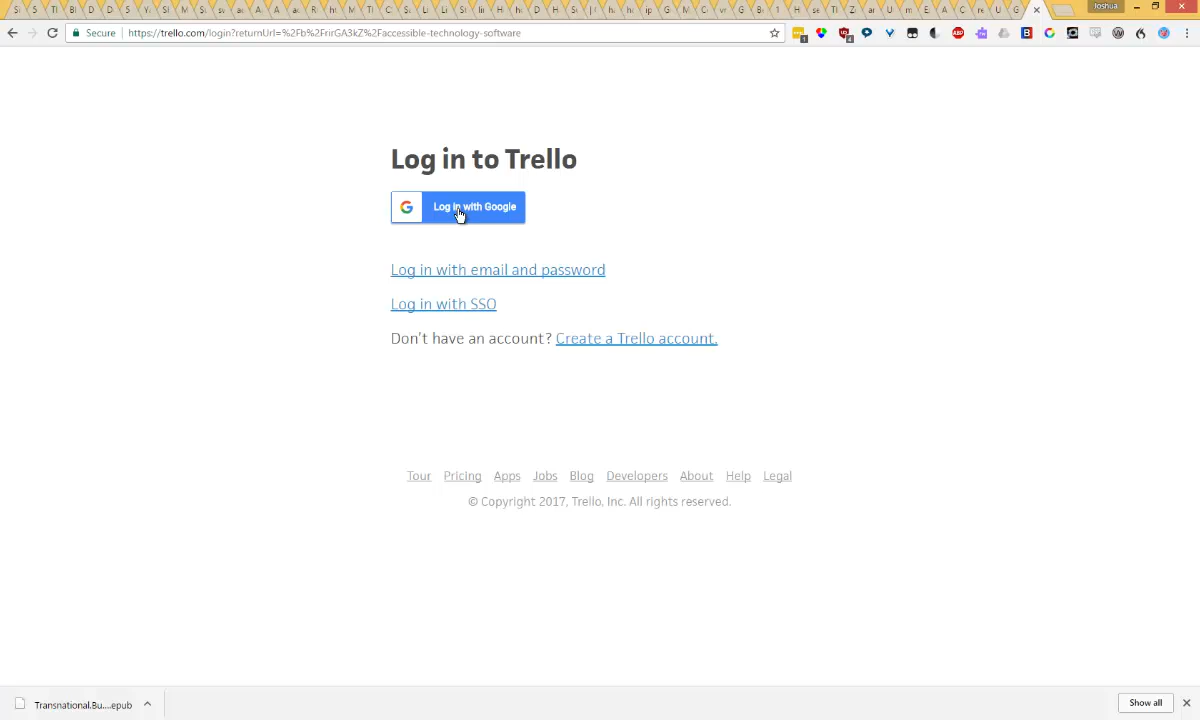 Joshua
Secure https://trello.com/login?returnUrl=%2Fb%2FrirGA3kZ%2Faccessible-technology-software
Log in to Trello
Log in with Google
Log in with email and password
Log in with SSO
Don't have an account? Create a Trello account.
Tour Pricing Apps Jobs Blog Developers About Help Legal
© Copyright 2017, Trello, Inc. All rights reserved.
Transnational.Bu....epub
Show all